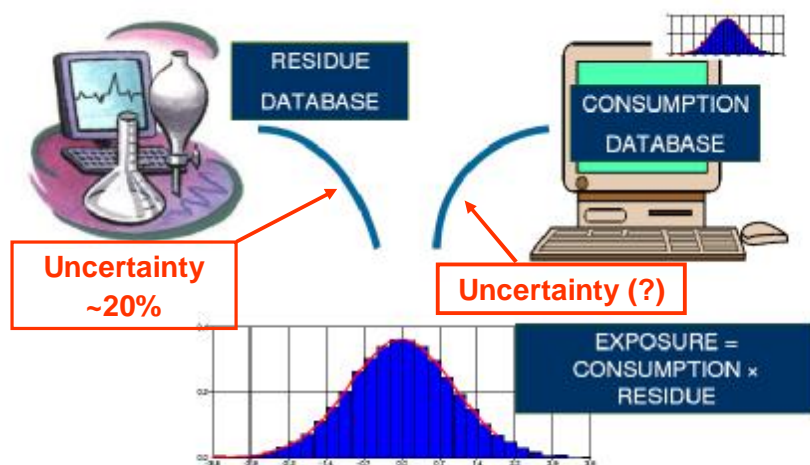 RESIDUE
DATABASE
CONSUMPTION
DATABASE
Uncertainty
~20%
Uncertainty (?)
EXPOSURE =
CONSUMPTION ×
RESIDUE